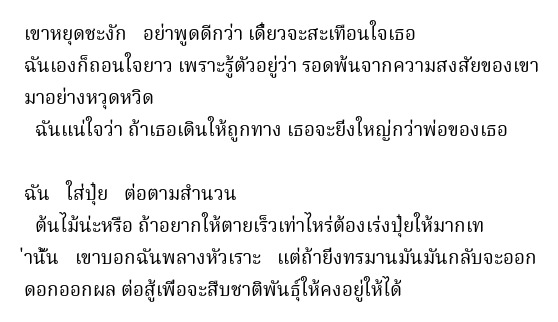 เขาหยุดชะงัก   อย่าพูดดีกว่า เดี๋ยวจะสะเทือนใจเธอ
ฉันเองก็ถอนใจยาว เพราะรู้ตัวอยู่ว่า รอดพ้นจากความสงสัยของเขา
มาอย่างหวุดหวิด
ฉันแน่ใจว่า ถ้าเธอเดินให้ถูกทาง เธอจะยิ่งใหญ่กว่าพ่อของเธอ
ฉัน   ใส่ปุ๋ย   ต่อตามสำนวน
ต้นไม้น่ะหรือ ถ้าอยากให้ตายเร็วเท่าไหร่ต้องเร่งปุ๋ยให้มากเท
่านั้น   เขาบอกฉันพลางหัวเราะ   แต่ถ้ายิ่งทรมานมันมันกลับจะออก
ดอกออกผล ต่อสู้เพื่อจะสืบชาติพันธุ์ให้คงอยู่ให้ได้